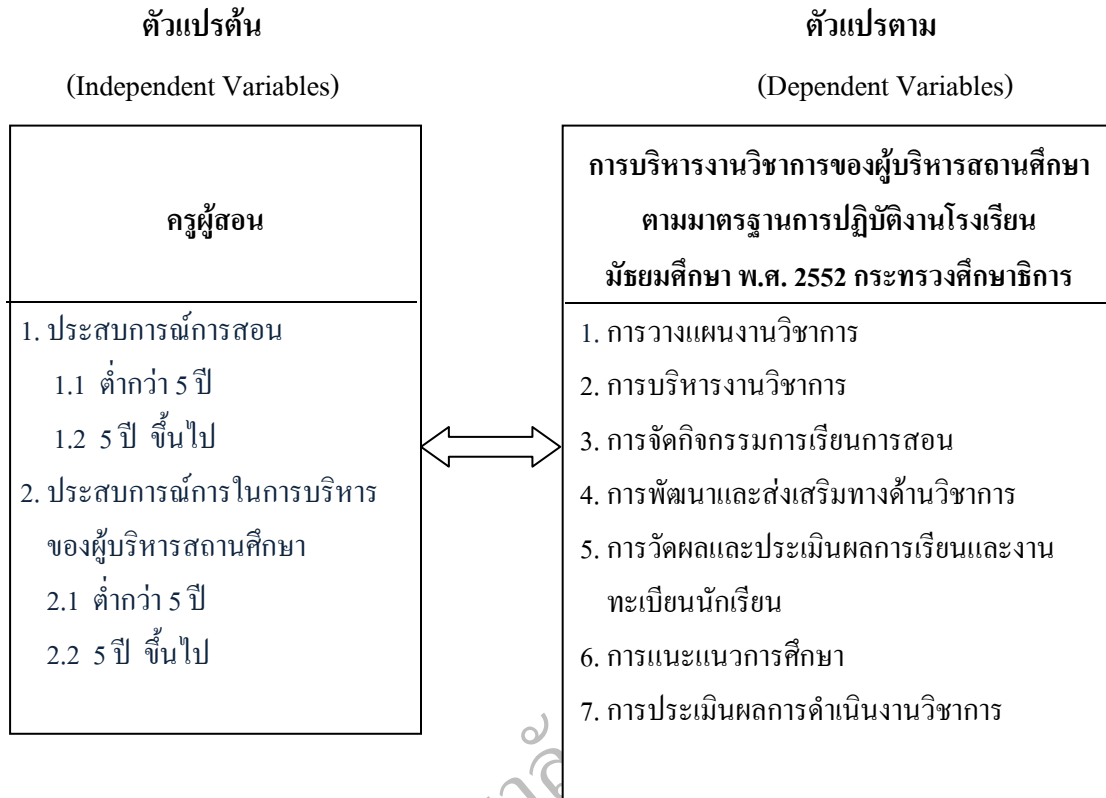 ตัวแปรต้น
(Independent Variables)
ครูผู้สอน
1. ประสบการณ์การสอน
1.1 ต่ำกว่า 5 ปี
1.2 5 ปี ขึ้นไป
2. ประสบการณ์การในการบริหาร
ของผู้บริหารสถานศึกษา
2.1 ต่ำกว่า 5 ปี
2.2 5 ปี ขึ้นไป
ตัวแปรตาม
(Dependent Variables)
การบริหารงานวิชาการของผู้บริหารสถานศึกษา
ตามมาตรฐานการปฏิบัติงานโรงเรียน
มัธยมศึกษา พ.ศ. 2552 กระทรวงศึกษาธิการ
1. การวางแผนงานวิชาการ
2. การบริหารงานวิชาการ
3. การจัดกิจกรรมการเรียนการสอน
4. การพัฒนาและส่งเสริมทางด้านวิชาการ
5. การวัดผลและประเมินผลการเรียนและงาน
ทะเบียนนักเรียน
6. การแนะแนวการศึกษา
7. การประเมินผลการดำเนินงานวิชาการ